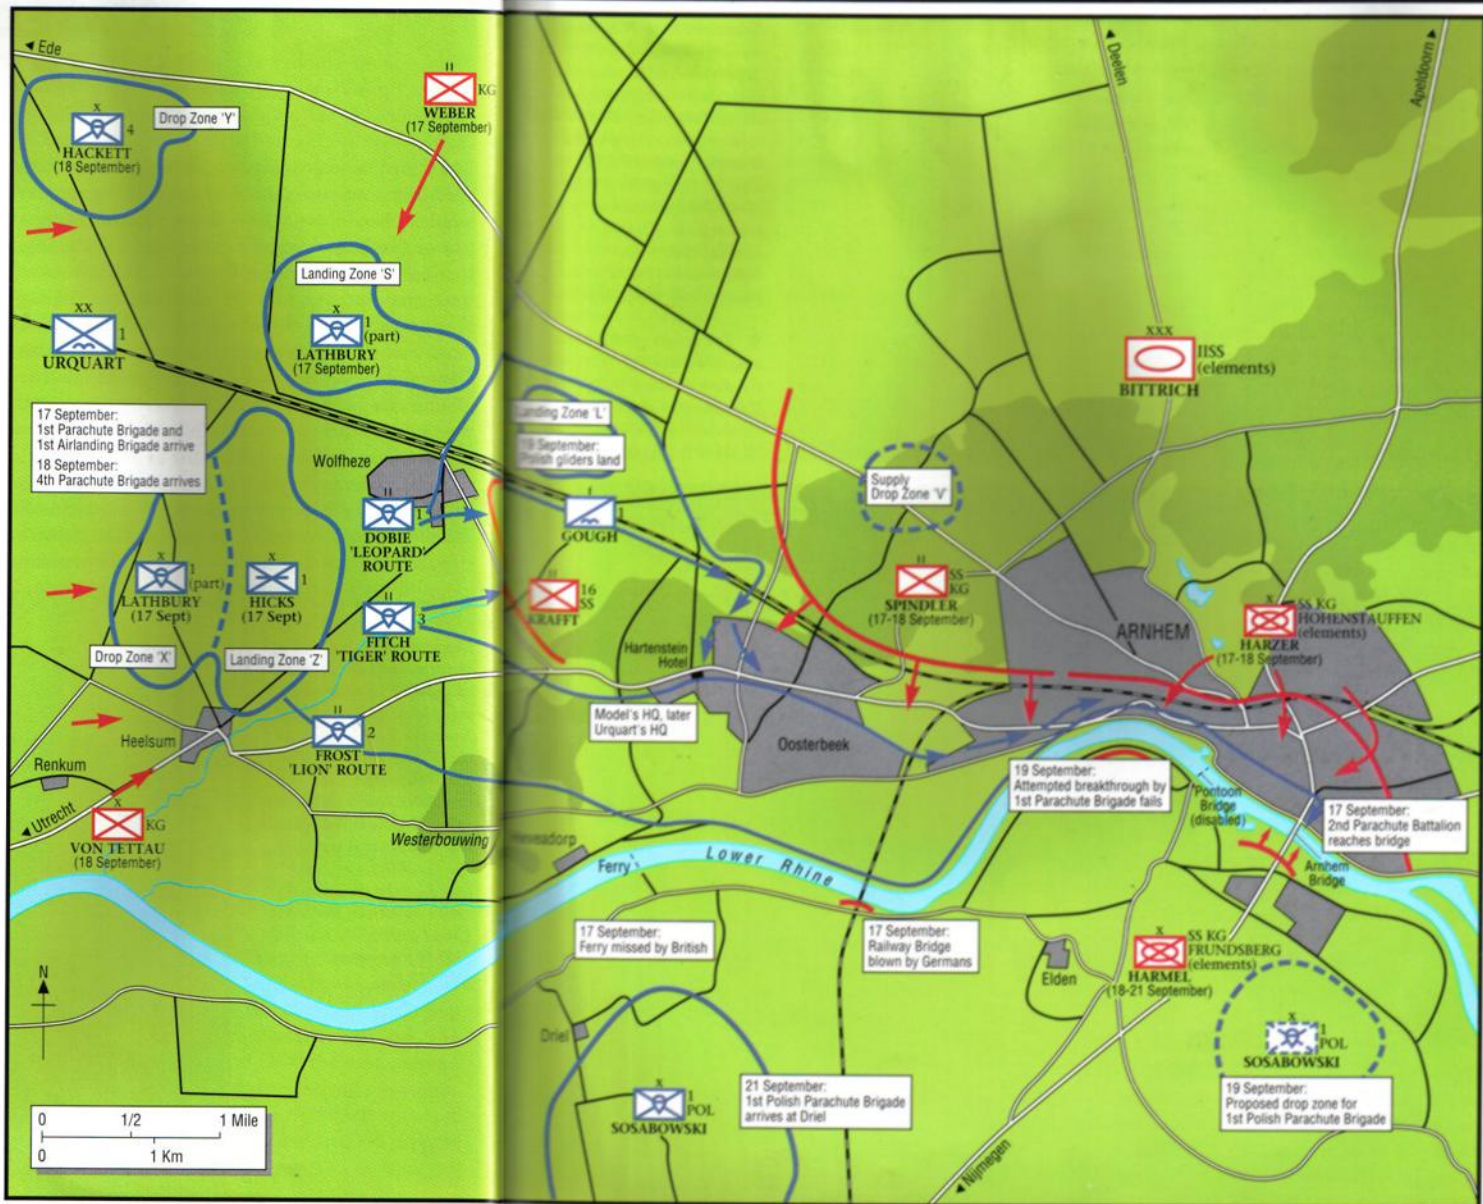 Ede
Deelen
Apeldoorn
x
4
HACKETT
(18 September)
Drop Zone 'Y'
II
KG
WEBER
(17 September)
Landing Zone 'S'
x
1
(part)
LATHBURY
(17 September)
XX
1
URQUART
XXX
IISS
(elements)
BITTRICH
17 September:
1st Parachute Brigade and
1st Airlanding Brigade arrive
18 September:
4th Parachute Brigade arrives
Wolfheze
Landing Zone 'L'
19 September:
Polish gliders land
Supply
Drop Zone 'V'
II
1
DOBIE
'LEOPARD'
ROUTE
I
1
GOUGH
x
1
(part)
LATHBURY
(17 Sept)
x
1
HICKS
(17 Sept)
II
3
FITCH
'TIGER' ROUTE
II
16
SS
KRAFFT
II
SS
KG
SPINDLER
(17-18 September)
ARNHEM
x
SS KG
HOHENSTAUFFEN
(elements)
HARZER
(17-18 September)
Drop Zone 'X'
Landing Zone 'Z'
Hartenstein
Hotel
Model's HQ, later
Urquart's HQ
Oosterbeek
Heelsum
II
2
FROST
'LION' ROUTE
Renkum
Utrecht
x
KG
VON TETTAU
(18 September)
Westerbouwing
Heveadorp
Ferry
Lower Rhine
19 September:
Attempted breakthrough by
1st Parachute Brigade fails
Pontoon
Bridge
(disabled)
17 September:
2nd Parachute Battalion
reaches bridge
Arnhem
Bridge
17 September:
Ferry missed by British
17 September:
Railway Bridge
blown by Germans
Elden
x
SS KG
FRUNDSBERG
(elements)
HARMEL
(18-21 September)
N
Driel
x
1
POL
SOSABOWSKI
21 September:
1st Polish Parachute Brigade
arrives at Driel
x
1
POL
SOSABOWSKI
19 September:
Proposed drop zone for
1st Polish Parachute Brigade
Nijmegen
0 1/2 1 Mile
0 1 Km